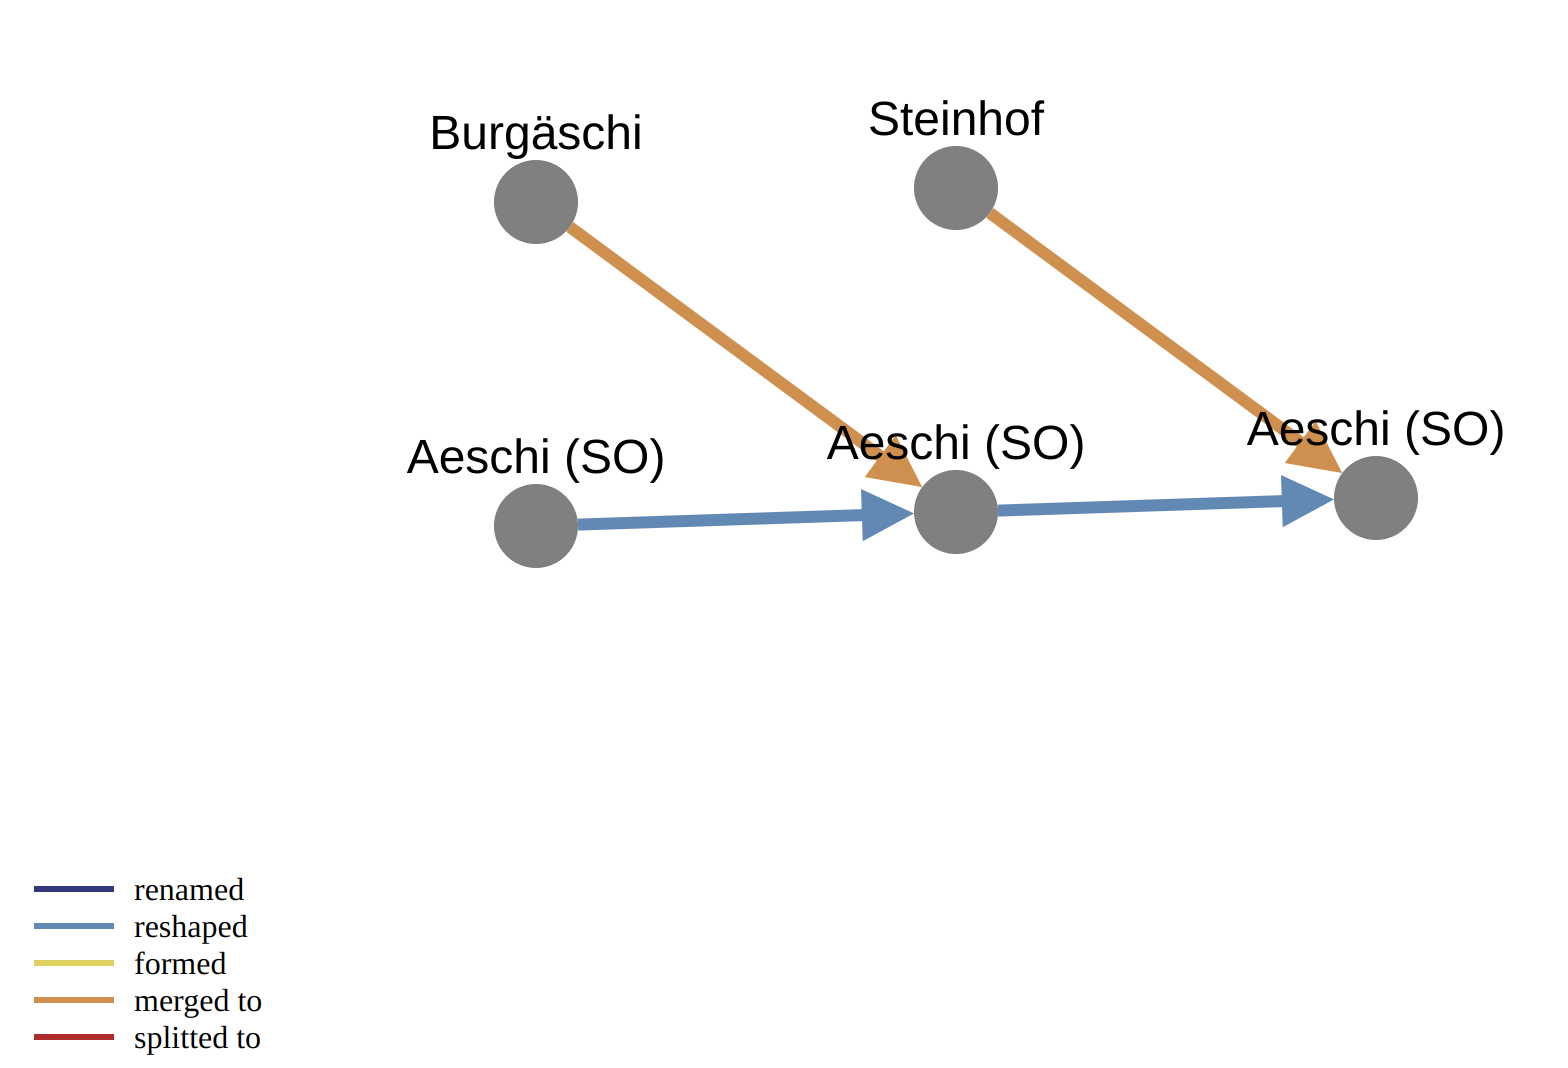 Burgäschi
Steinhof
Aeschi (SO)
Aeschi (SO)
Aeschi (SO)
renamed
reshaped
formed
merged to
splitted to